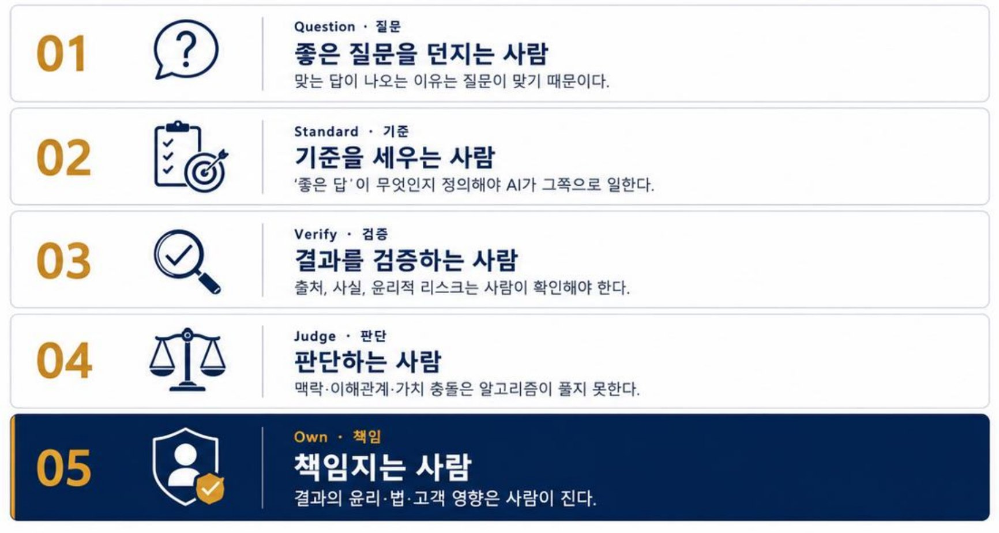 01
Question · 질문
좋은 질문을 던지는 사람
맞는 답이 나오는 이유는 질문이 맞기 때문이다.
02
Standard · 기준
기준을 세우는 사람
‘좋은 답’이 무엇인지 정의해야 AI가 그쪽으로 일한다.
03
Verify · 검증
결과를 검증하는 사람
출처, 사실, 윤리적 리스크는 사람이 확인해야 한다.
04
Judge · 판단
판단하는 사람
맥락·이해관계·가치 충돌은 알고리즘이 풀지 못한다.
05
Own · 책임
책임지는 사람
결과의 윤리·법·고객 영향은 사람이 진다.